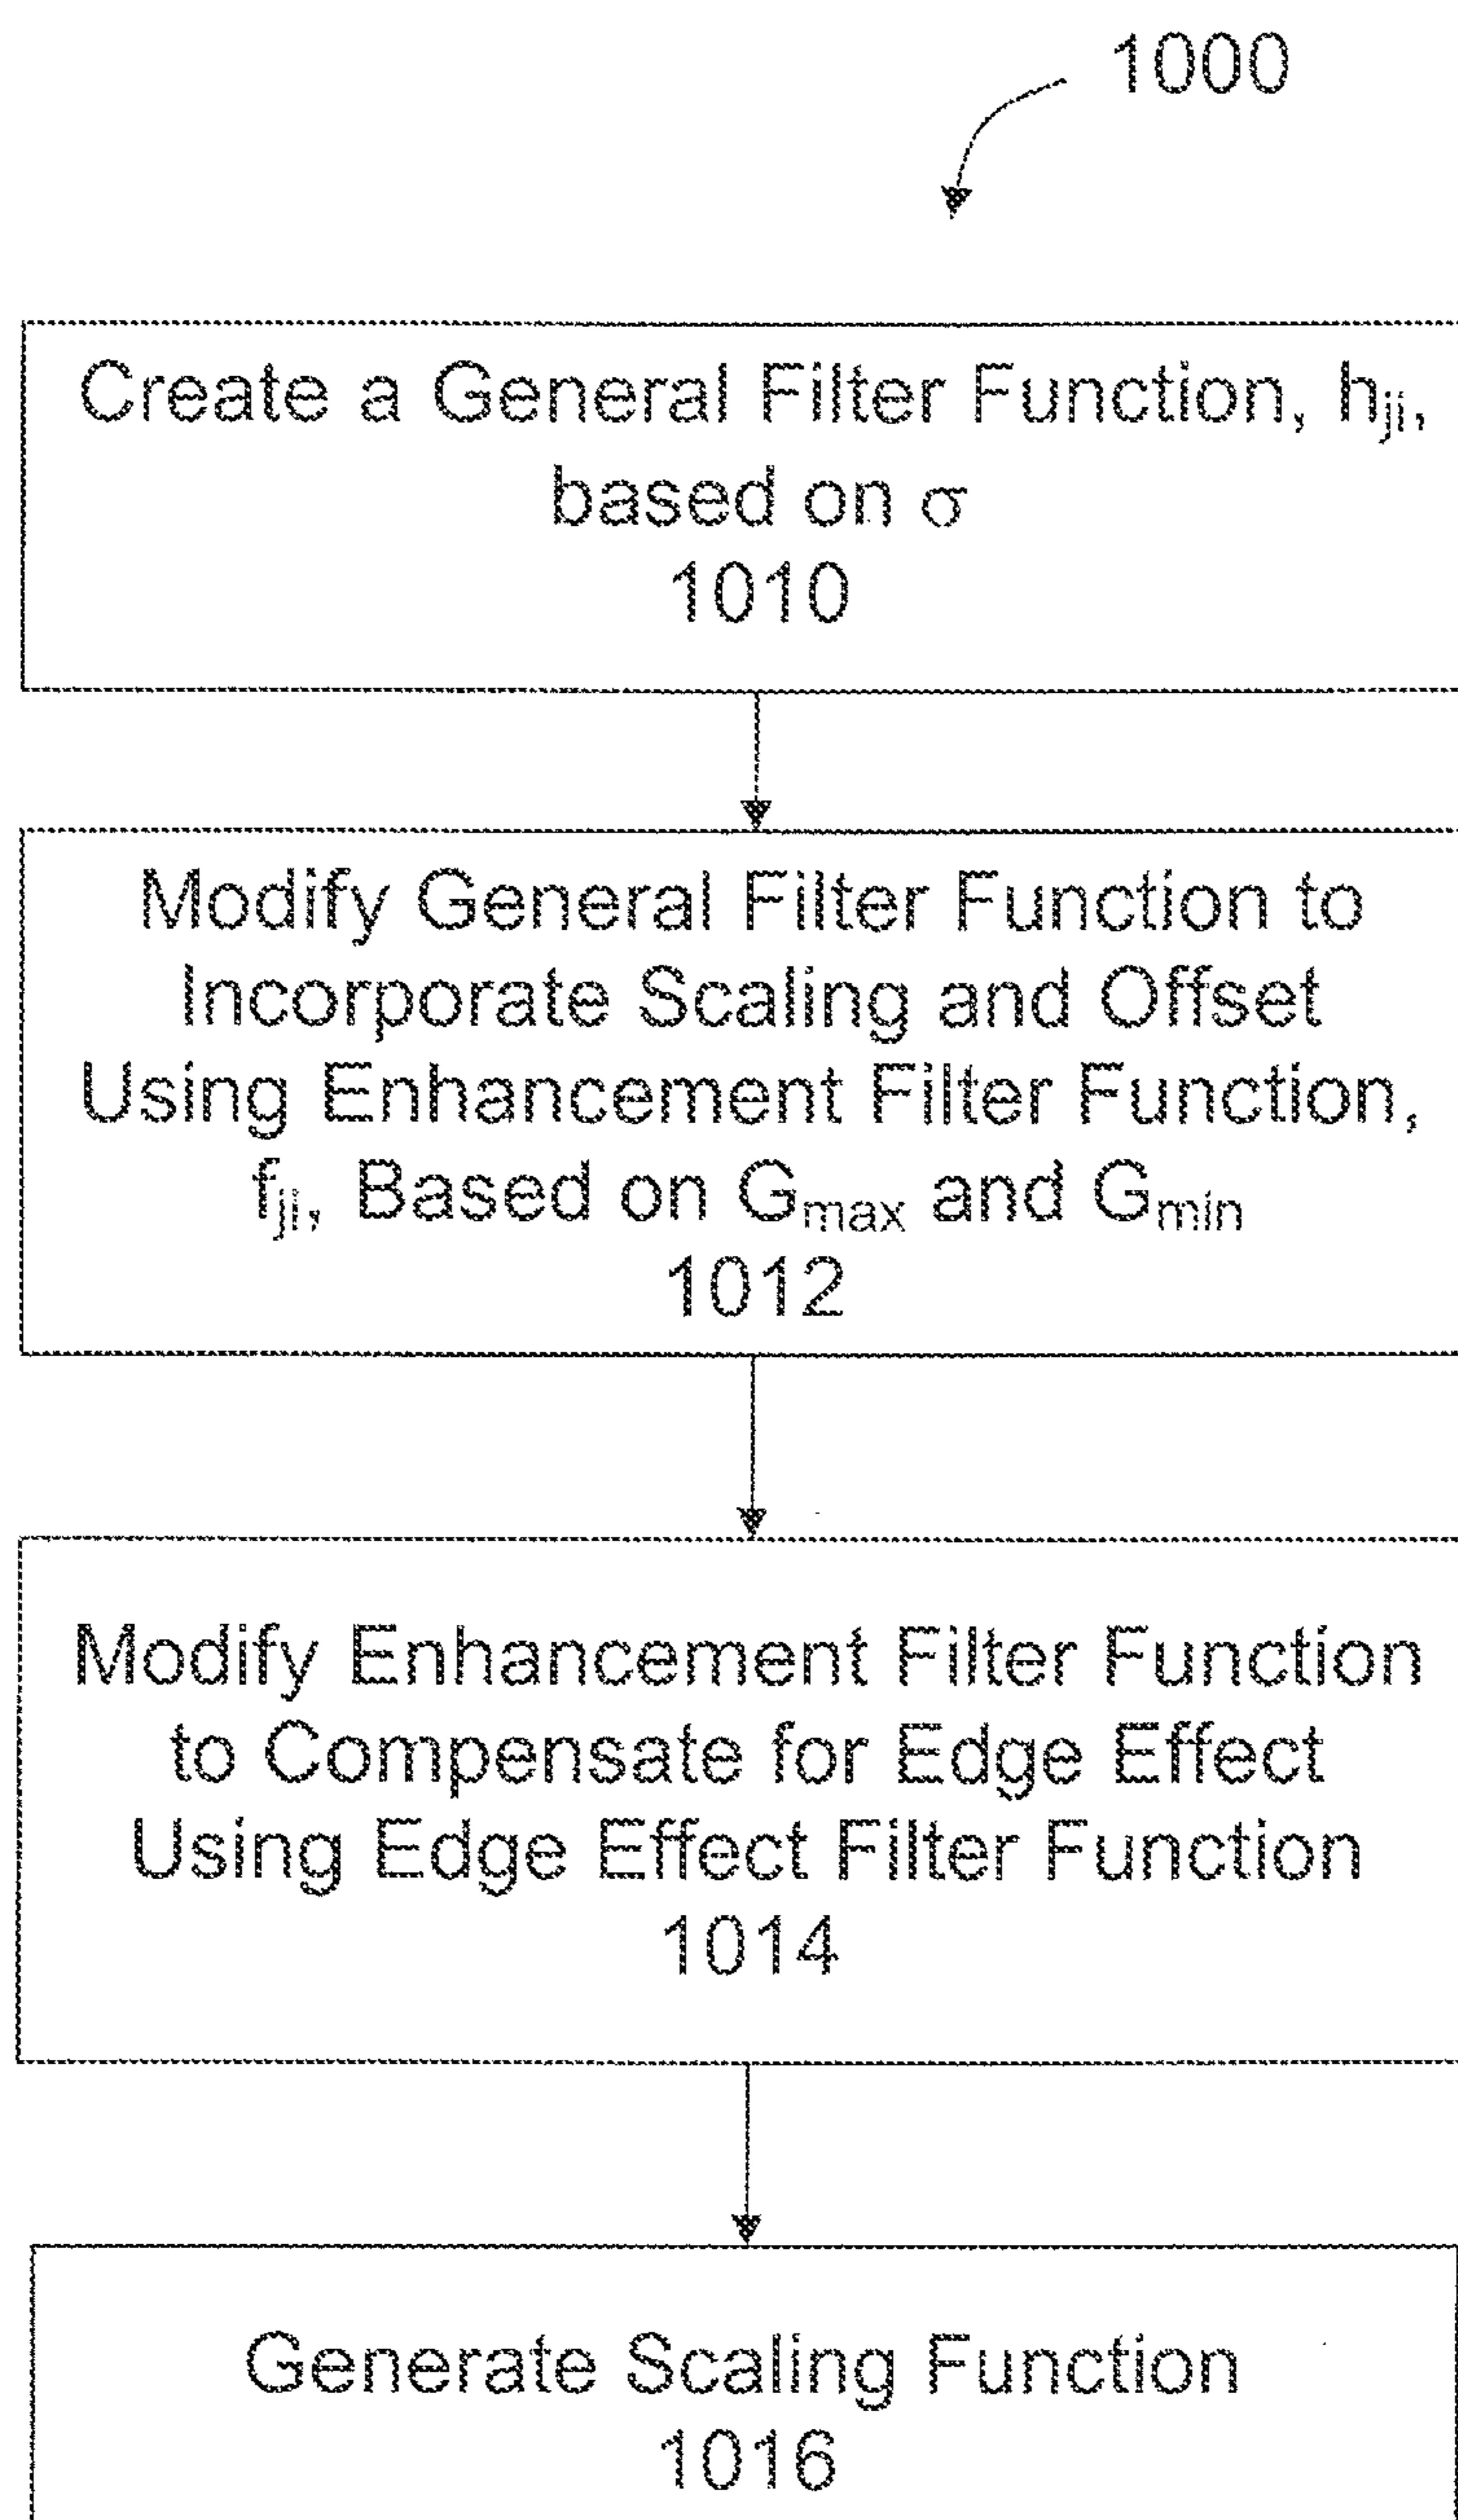 1000
Create a General Filter Function, hji,
based on σ
1010
Modify General Filter Function to
Incorporate Scaling and Offset
Using Enhancement Filter Function,
fji, Based on Gmax and Gmin
1012
Modify Enhancement Filter Function
to Compensate for Edge Effect
Using Edge Effect Filter Function
1014
Generate Scaling Function
1016